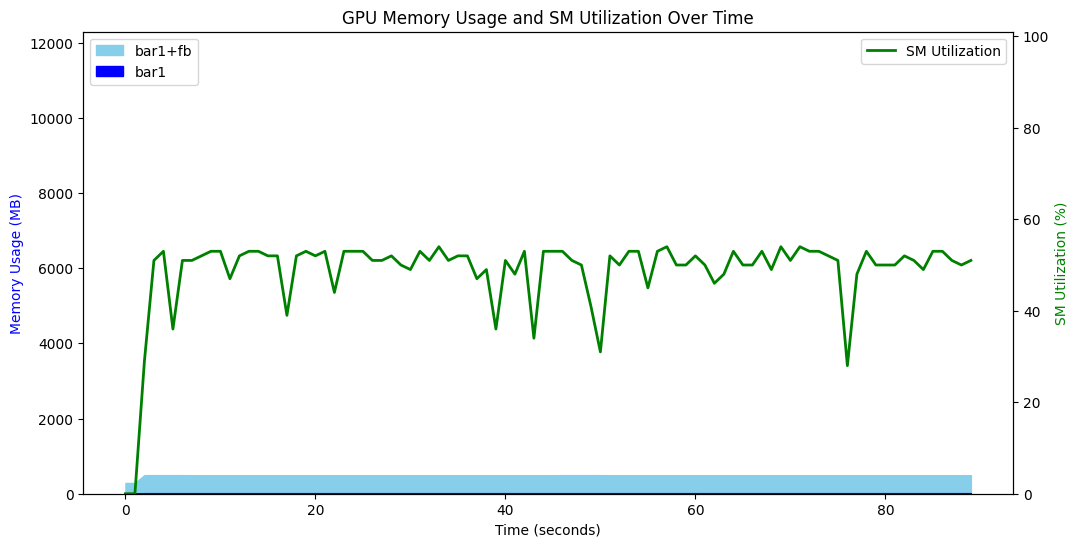 GPU Memory Usage and SM Utilization Over Time
bar1+fb
bar1
SM Utilization
Memory Usage (MB)
12000
10000
8000
6000
4000
2000
0
100
80
60
40
20
0
SM Utilization (%)
0 20 40 60 80
Time (seconds)